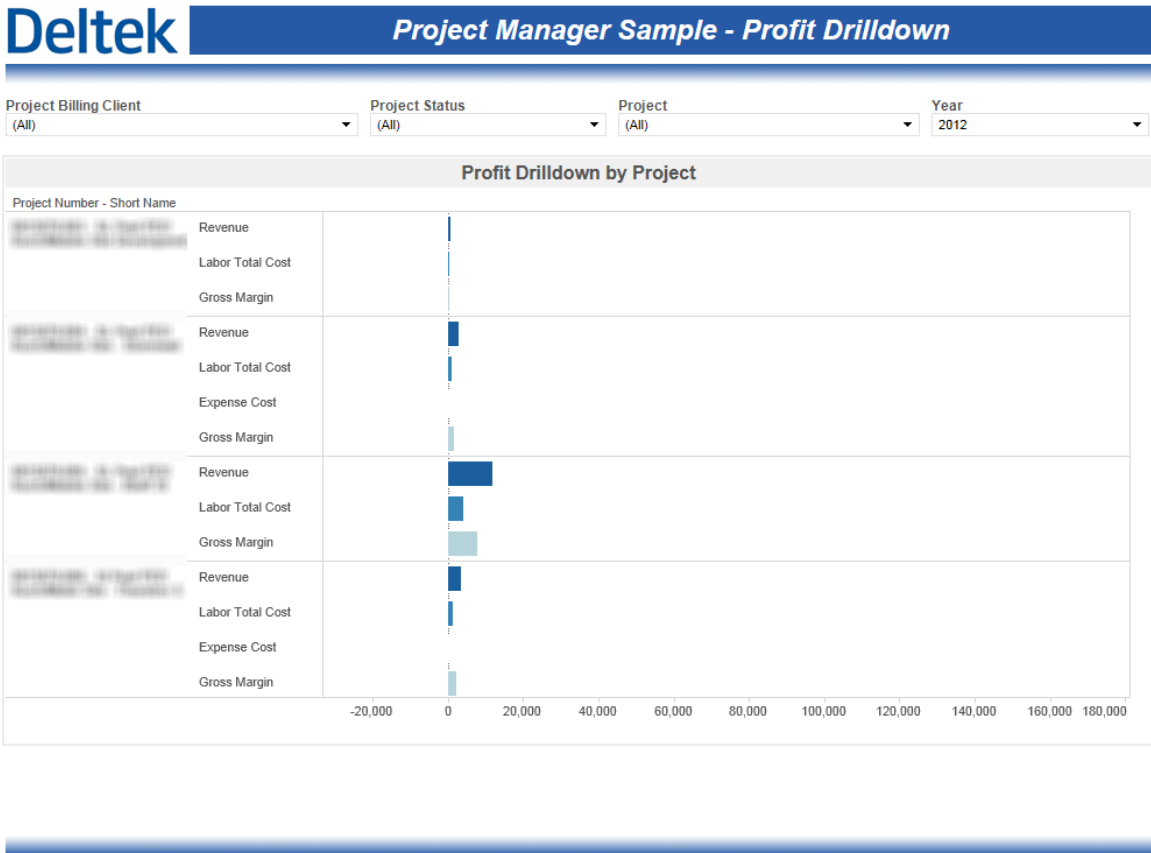 Deltek
Project Manager Sample - Profit Drilldown
Project Billing Client Project Status Project Year
(All) (All) (All) 2012
Profit Drilldown by Project
Project Number - Short Name
Revenue
Labor Total Cost
Gross Margin
Revenue
Labor Total Cost
Expense Cost
Gross Margin
Revenue
Labor Total Cost
Gross Margin
Revenue
Labor Total Cost
Expense Cost
Gross Margin
-20,000 0 20,000 40,000 60,000 80,000 100,000 120,000 140,000 160,000 180,000